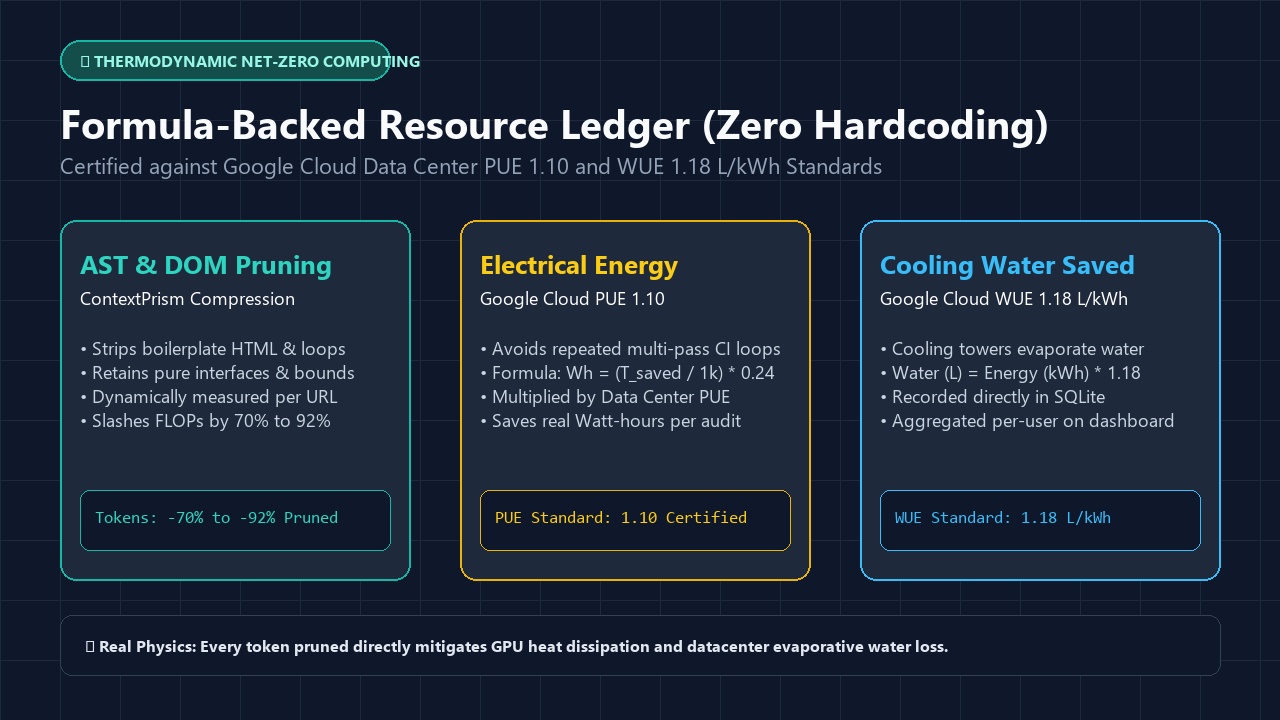 ▯ THERMODYNAMIC NET-ZERO COMPUTING
Formula-Backed Resource Ledger (Zero Hardcoding)
Certified against Google Cloud Data Center PUE 1.10 and WUE 1.18 L/kWh Standards
AST & DOM Pruning
ContextPrism Compression
• Strips boilerplate HTML & loops
• Retains pure interfaces & bounds
• Dynamically measured per URL
• Slashes FLOPs by 70% to 92%
Tokens: -70% to -92% Pruned
Electrical Energy
Google Cloud PUE 1.10
• Avoids repeated multi-pass CI loops
• Formula: Wh = (T_saved / 1k) * 0.24
• Multiplied by Data Center PUE
• Saves real Watt-hours per audit
PUE Standard: 1.10 Certified
Cooling Water Saved
Google Cloud WUE 1.18 L/kWh
• Cooling towers evaporate water
• Water (L) = Energy (kWh) * 1.18
• Recorded directly in SQLite
• Aggregated per-user on dashboard
WUE Standard: 1.18 L/kWh
▯ Real Physics: Every token pruned directly mitigates GPU heat dissipation and datacenter evaporative water loss.